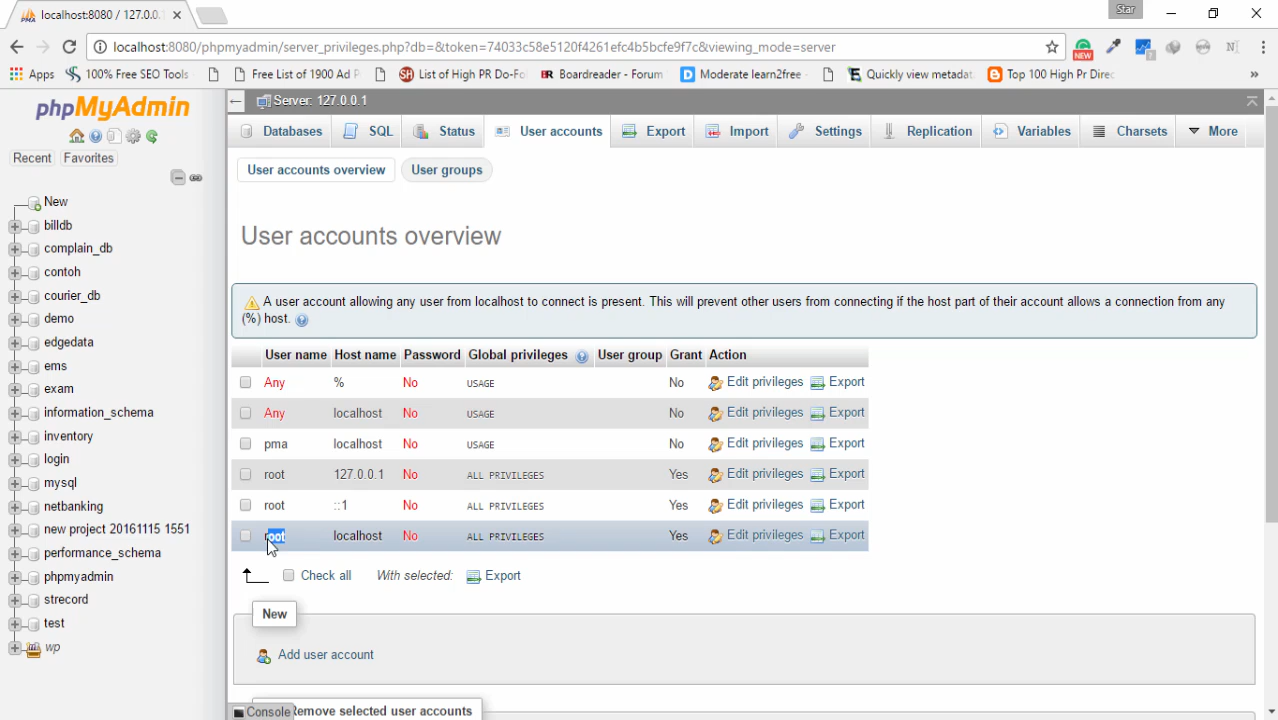 localhost:8080 / 127.0.0.1
Star
localhost:8080/phpmyadmin/server_privileges.php?db=&token=74033c58e5120f4261efc4b5bcfe9f7c&viewing_mode=server
Apps 100% Free SEO Tools Free List of 1900 Ad P List of High PR Do-Fo Boardreader - Forum Moderate learn2free Quickly view metadat Top 100 High Pr Direc
phpMyAdmin
Recent Favorites
New
billdb
complain_db
contoh
courier_db
demo
edgedata
ems
exam
information_schema
inventory
login
mysql
netbanking
new project 20161115 1551
performance_schema
phpmyadmin
strecord
test
wp
Server: 127.0.0.1
Databases SQL Status User accounts Export Import Settings Replication Variables Charsets More
User accounts overview User groups
User accounts overview
A user account allowing any user from localhost to connect is present. This will prevent other users from connecting if the host part of their account allows a connection from any
(%) host.
User name Host name Password Global privileges User group Grant Action
Any % No USAGE No Edit privileges Export
Any localhost No USAGE No Edit privileges Export
pma localhost No USAGE No Edit privileges Export
root 127.0.0.1 No ALL PRIVILEGES Yes Edit privileges Export
root ::1 No ALL PRIVILEGES Yes Edit privileges Export
root localhost No ALL PRIVILEGES Yes Edit privileges Export
Check all With selected: Export
New
Add user account
Console Remove selected user accounts